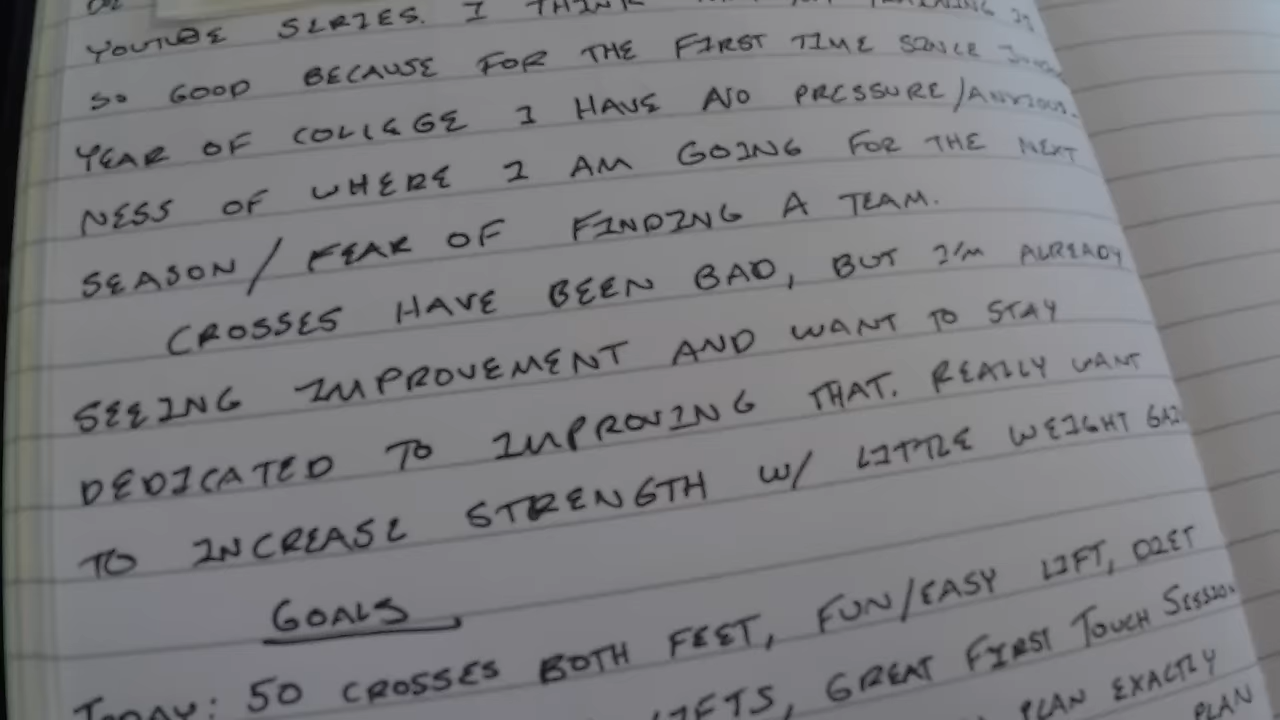 YOUTUBE SERIES. I THINK
SO GOOD BECAUSE FOR THE FIRST TIME SINCE
YEAR OF COLLEGE I HAVE NO PRESSURE/ANXIOUS-
NESS OF WHERE I AM GOING FOR THE NEXT
SEASON/FEAR OF FINDING A TEAM.
CROSSES HAVE BEEN BAD, BUT I'M ALREADY
SEEING IMPROVEMENT AND WANT TO STAY
DEDICATED TO IMPROVING THAT. REALLY WANT
TO INCREASE STRENGTH W/ LITTLE WEIGHT GAI
GOALS
TODAY: 50 CROSSES BOTH FEET, FUN/EASY LIFT, DIET
LIFTS, GREAT FIRST TOUCH SESSION
PLAN EXACTLY
PLAN